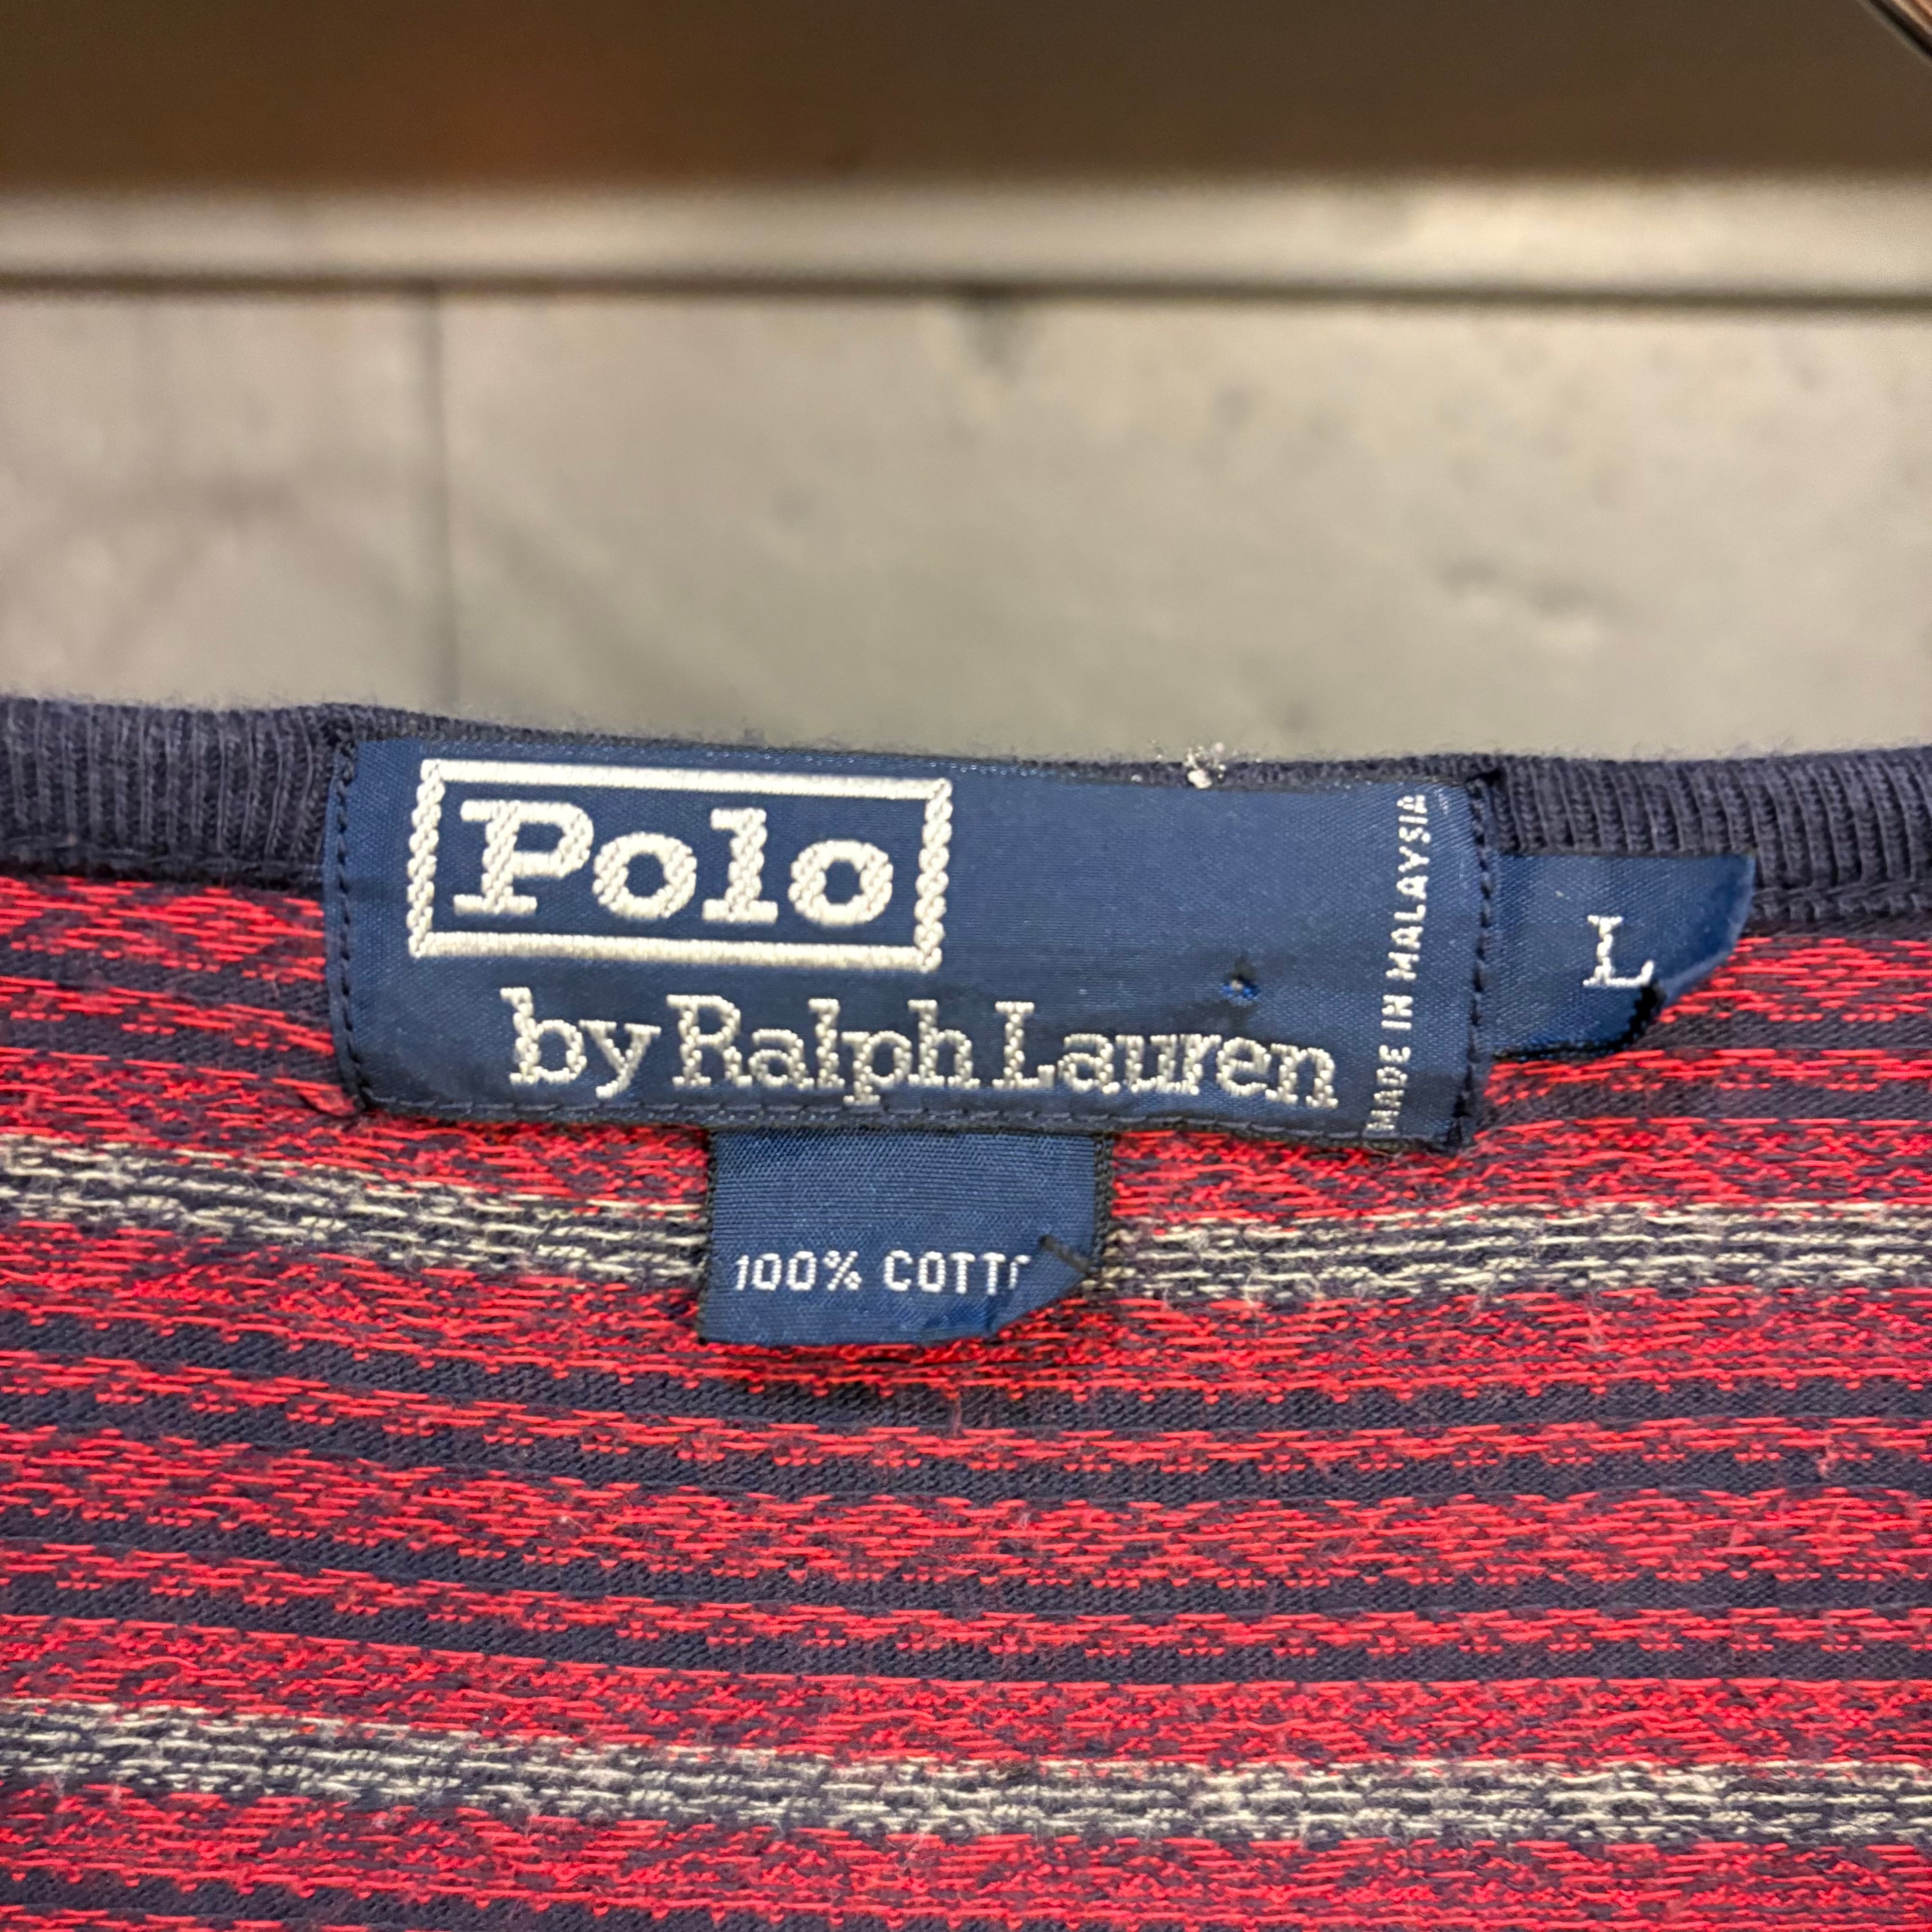 Polo
by Ralph Lauren
MADE IN MALAYSIA
L
100% COTT